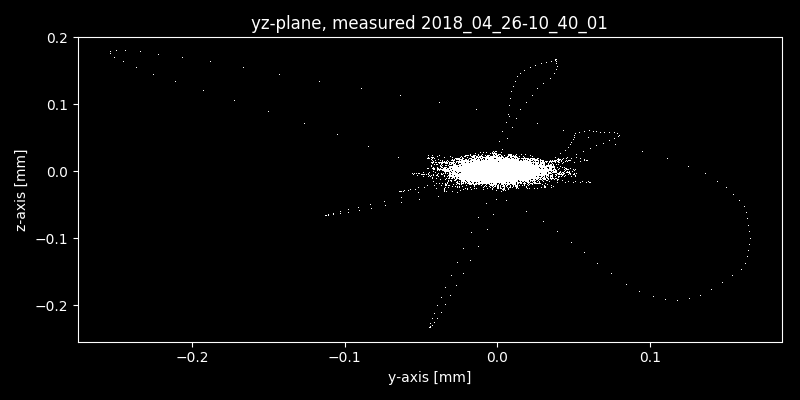 yz-plane, measured 2018_04_26-10_40_01
0.2
0.1
0.0
−0.1
−0.2
z-axis [mm]
−0.2 −0.1 0.0 0.1
y-axis [mm]